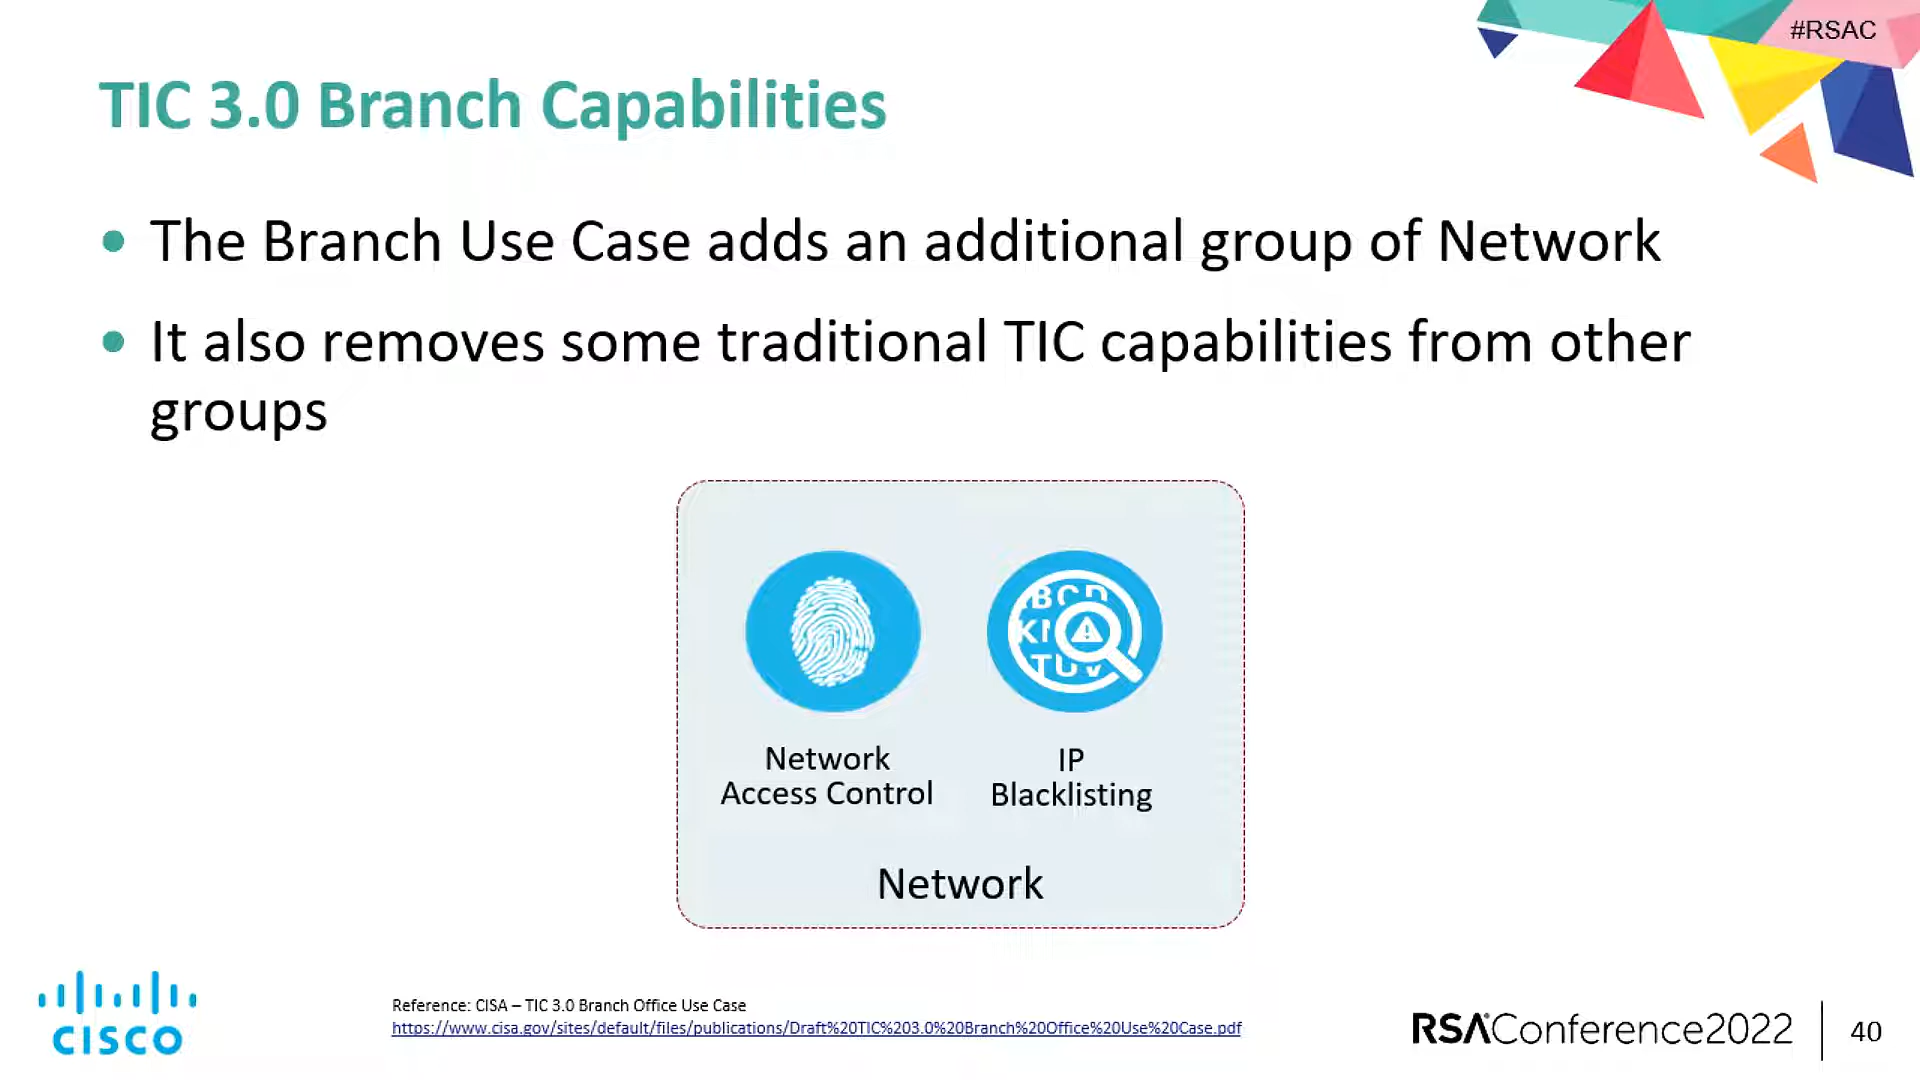 #RSAC
TIC 3.0 Branch Capabilities
• The Branch Use Case adds an additional group of Network
• It also removes some traditional TIC capabilities from other
groups
BCD
KI
TUV
Network
Access Control
IP
Blacklisting
Network
CISCO
Reference: CISA – TIC 3.0 Branch Office Use Case
https://www.cisa.gov/sites/default/files/publications/Draft%20TIC%203.0%20Branch%20Office%20Use%20Case.pdf
RSAConference2022
40